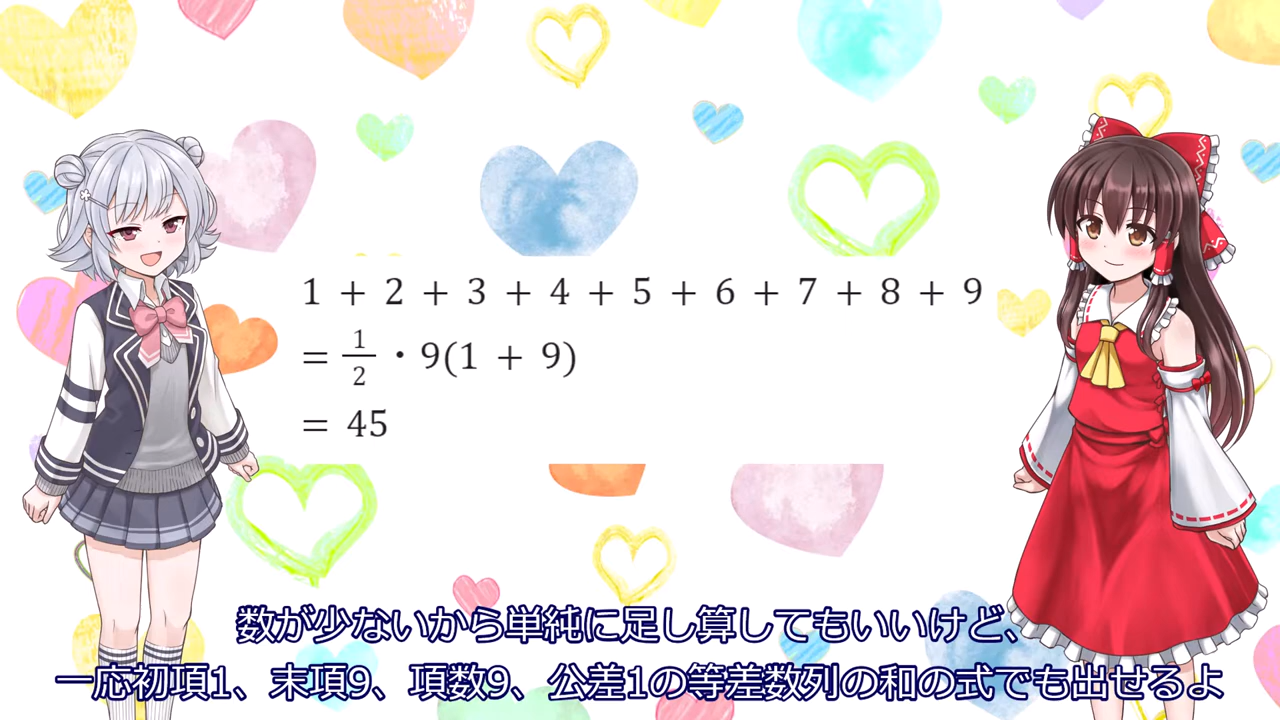 1 + 2 + 3 + 4 + 5 + 6 + 7 + 8 + 9
= 1/2 ・ 9(1 + 9)
= 45
数が少ないから単純に足し算してもいいけど、
一応初項1、末項9、項数9、公差1の等差数列の和の式でも出せるよ